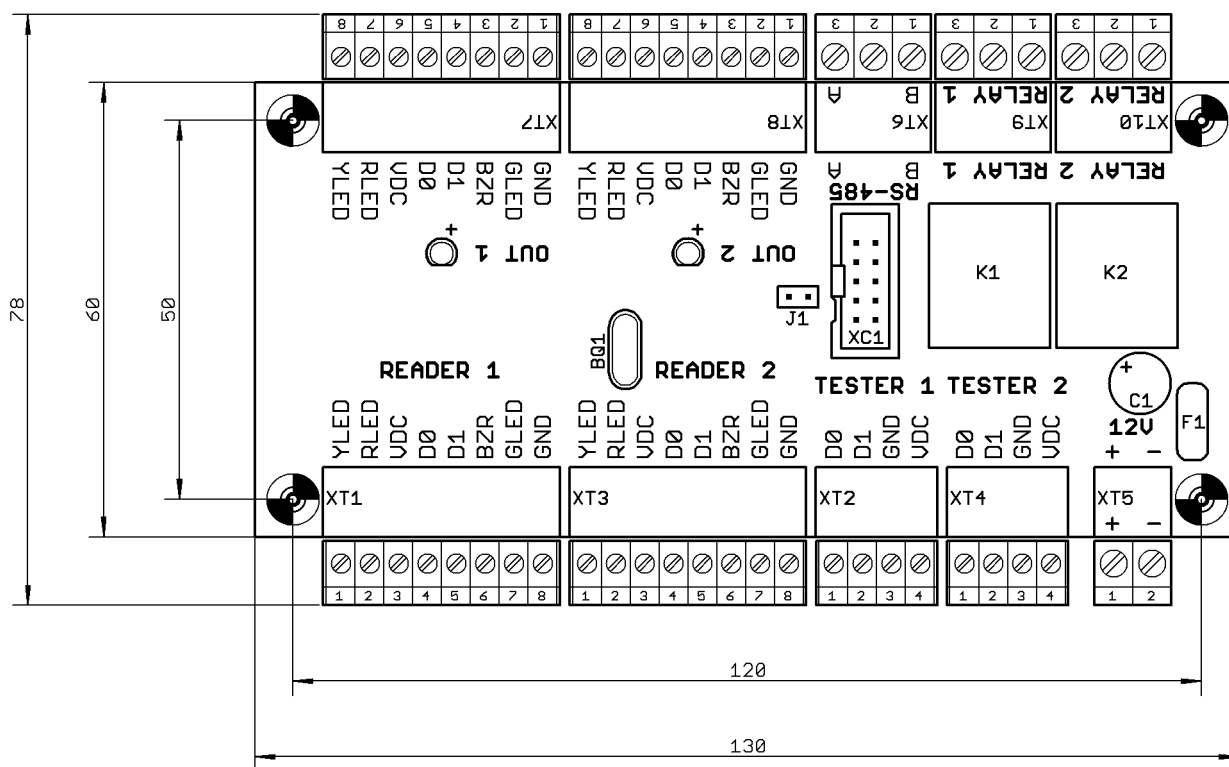 8 7 6 5 4 3 2 1 8 7 6 5 4 3 2 1 3 2 1 3 2 1 3 2 1
A B RELAY 1 RELAY 2
XT7 XT8 XT6 XT9 XT10
YLED RLED VDC D0 D1 BZR GLED GND YLED RLED VDC D0 D1 BZR GLED GND A B RELAY 1 RELAY 2
RS-485
+ OUT 1 + OUT 2
K1 K2
78 60 50
J1
XC1
BQ1
READER 1 READER 2
TESTER 1 TESTER 2
+
C1
F1
YLED RLED VDC D0 D1 BZR GLED GND YLED RLED VDC D0 D1 BZR GLED GND D0 D1 GND VDC D0 D1 GND VDC
12V
+ -
XT1 XT3 XT2 XT4 XT5
+ -
1 2 3 4 5 6 7 8 1 2 3 4 5 6 7 8 1 2 3 4 1 2 3 4 1 2
120
130